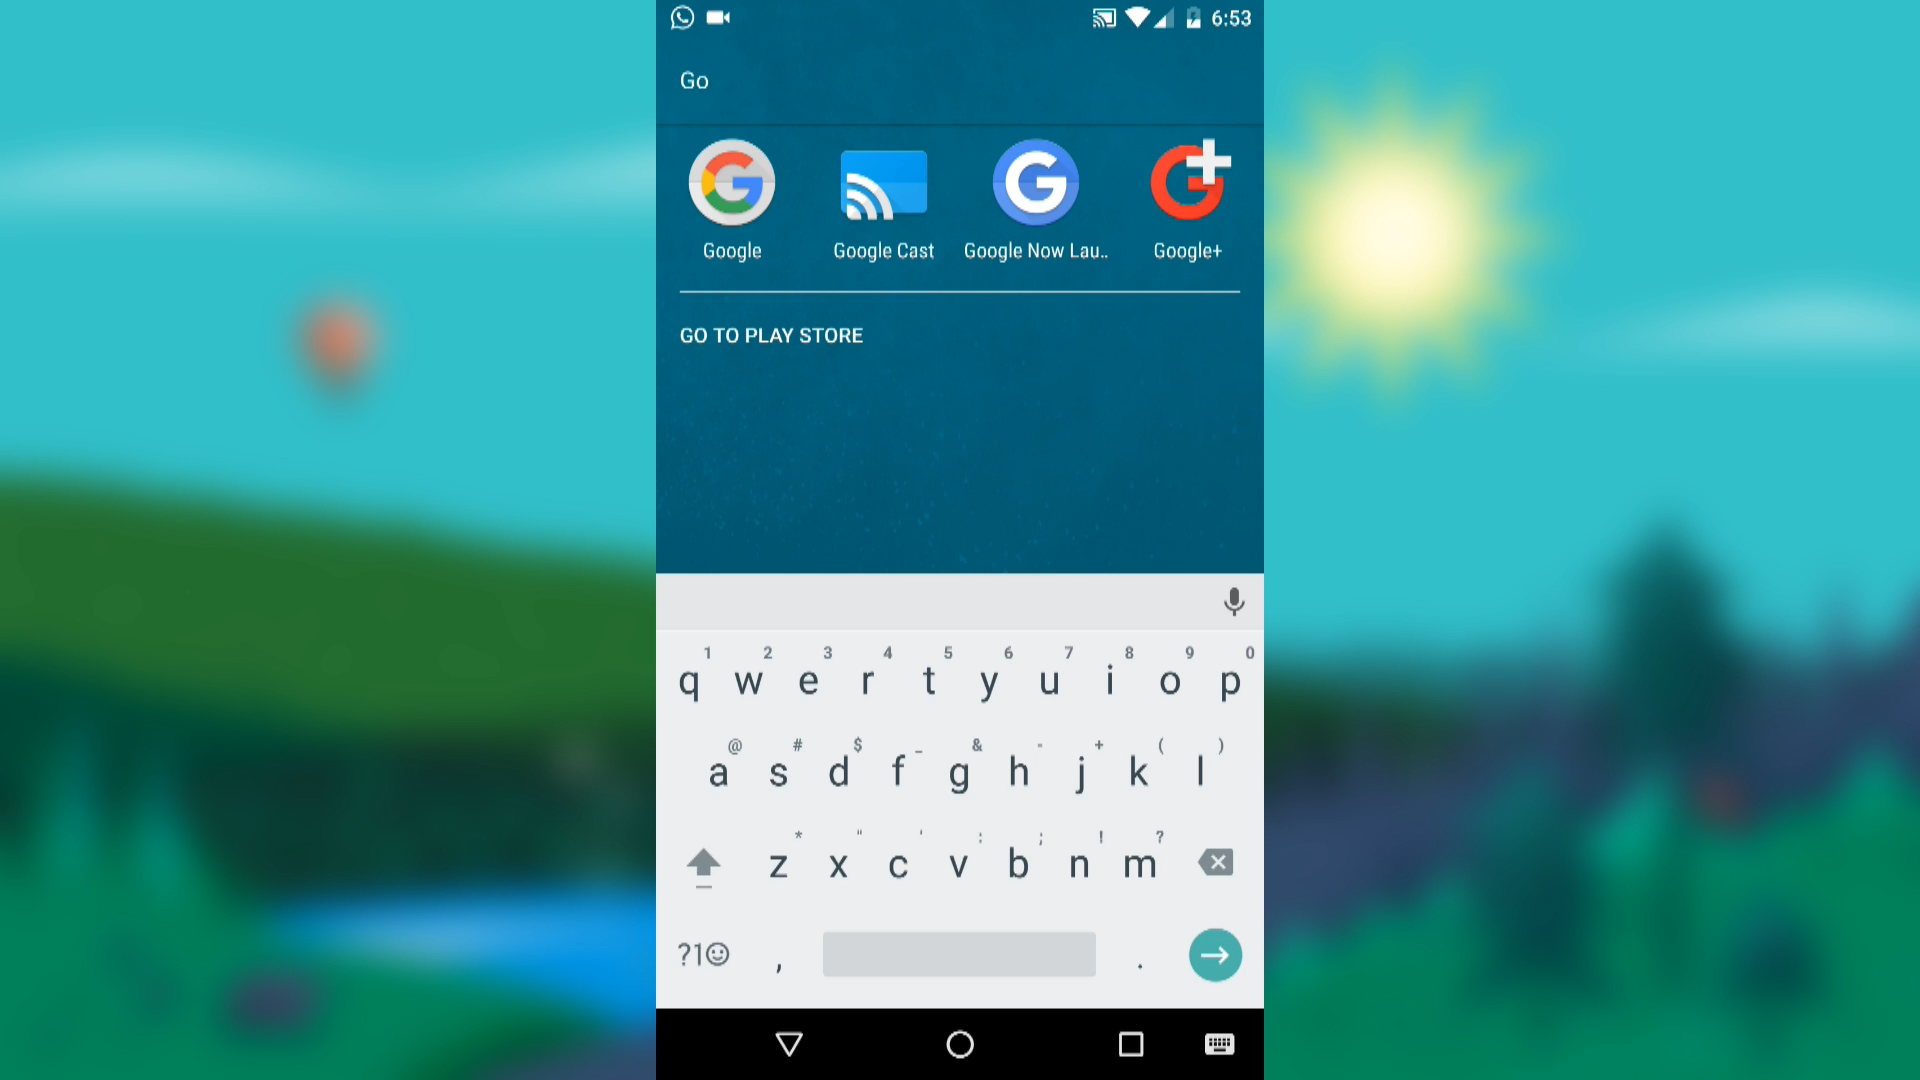 6:53
Go
Google Google Cast Google Now Lau.. Google+
GO TO PLAY STORE
1 2 3 4 5 6 7 8 9 0
q w e r t y u i o p
@ # $ _ & - + ( )
a s d f g h j k l
* " ' : ; ! ?
z x c v b n m
?1☺ , .